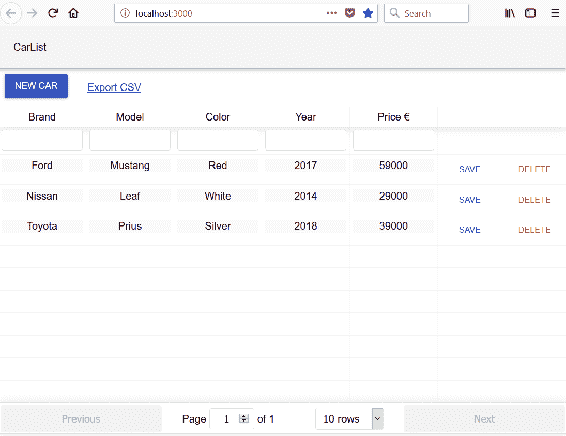 localhost:3000 Search
CarList
NEW CAR Export CSV
Brand Model Color Year Price €
Ford Mustang Red 2017 59000 SAVE DELETE
Nissan Leaf White 2014 29000 SAVE DELETE
Toyota Prius Silver 2018 39000 SAVE DELETE
Previous Page 1 of 1 10 rows Next